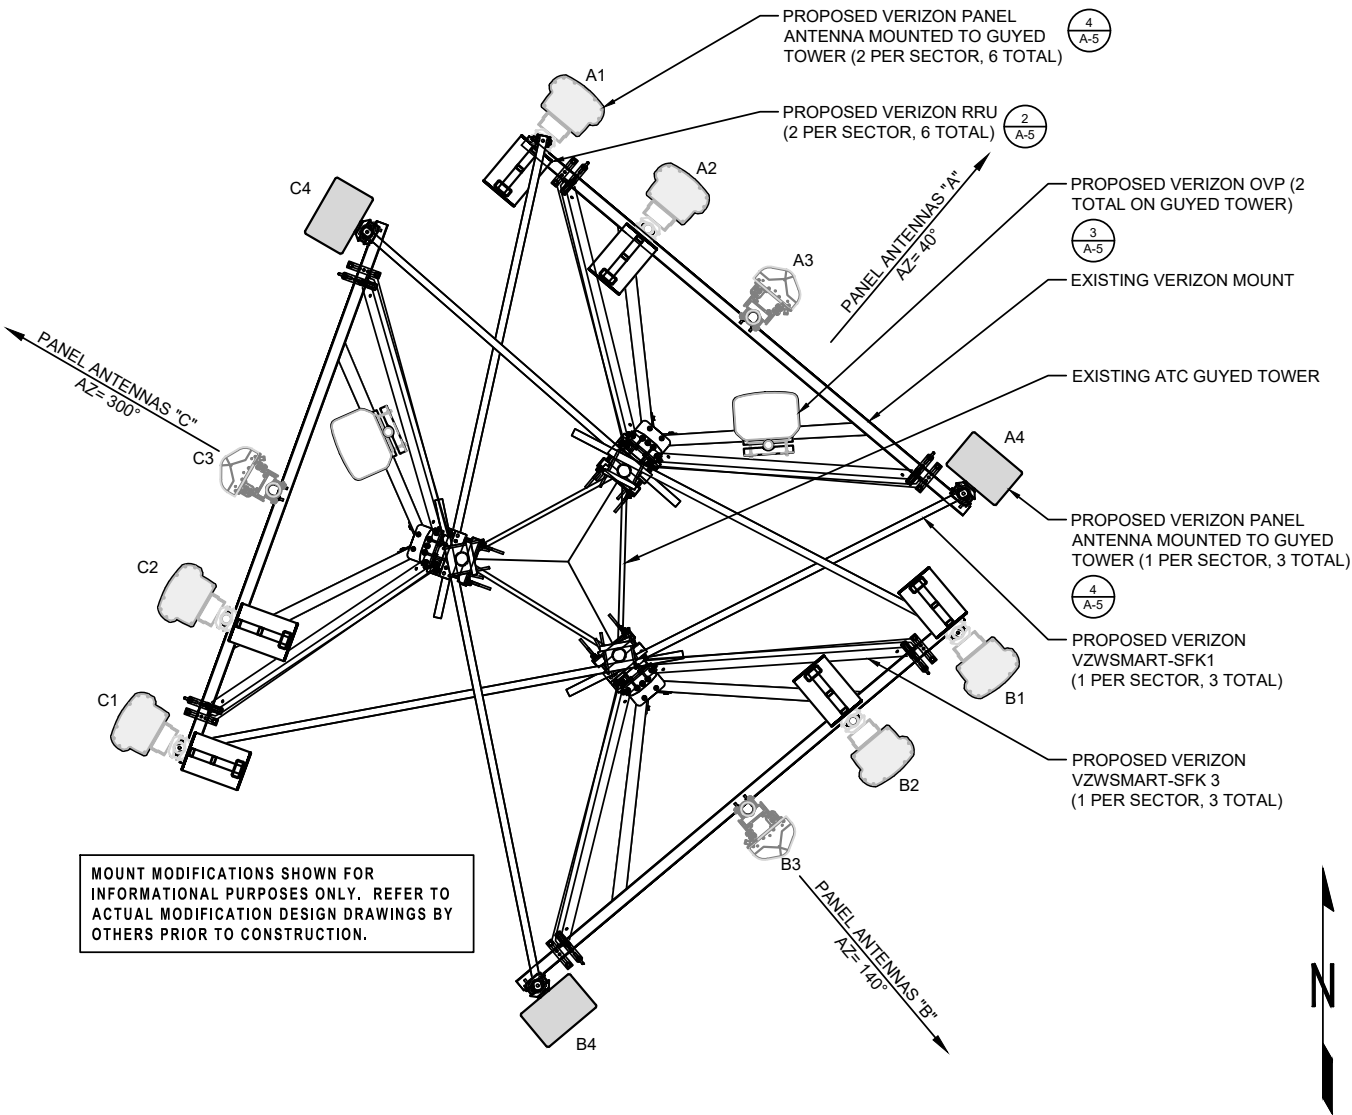 PROPOSED VERIZON PANEL
ANTENNA MOUNTED TO GUYED
TOWER (2 PER SECTOR, 6 TOTAL)
4
A-5
A1
PROPOSED VERIZON RRU
(2 PER SECTOR, 6 TOTAL)
2
A-5
A2
C4
PANEL ANTENNAS "A"
AZ= 40°
PROPOSED VERIZON OVP (2
TOTAL ON GUYED TOWER)
3
A-5
A3
EXISTING VERIZON MOUNT
PANEL ANTENNAS "C"
AZ= 300°
EXISTING ATC GUYED TOWER
C3
A4
PROPOSED VERIZON PANEL
ANTENNA MOUNTED TO GUYED
TOWER (1 PER SECTOR, 3 TOTAL)
4
A-5
C2
PROPOSED VERIZON
VZWSMART-SFK1
(1 PER SECTOR, 3 TOTAL)
C1
B1
PROPOSED VERIZON
VZWSMART-SFK 3
(1 PER SECTOR, 3 TOTAL)
B2
B3
MOUNT MODIFICATIONS SHOWN FOR
INFORMATIONAL PURPOSES ONLY. REFER TO
ACTUAL MODIFICATION DESIGN DRAWINGS BY
OTHERS PRIOR TO CONSTRUCTION.
PANEL ANTENNAS "B"
AZ= 140°
B4
N